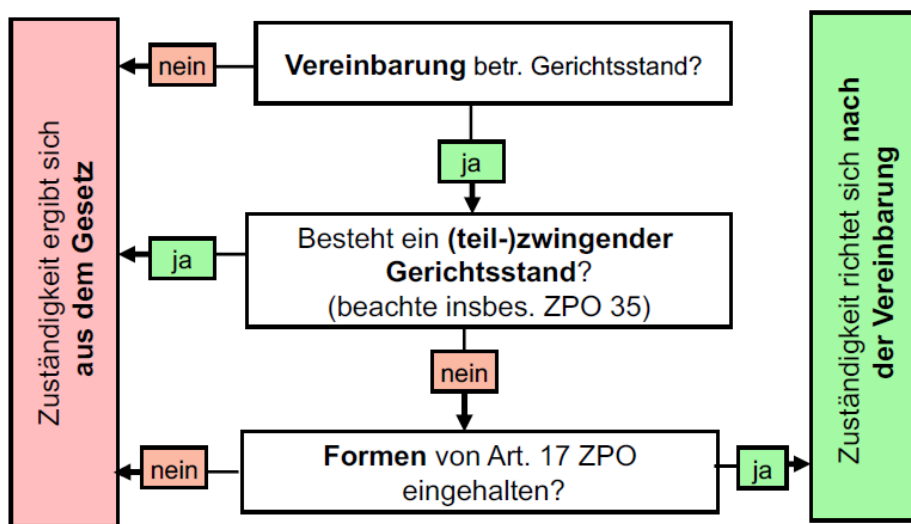 Zuständigkeit ergibt sich
aus dem Gesetz
nein
Vereinbarung betr. Gerichtsstand?
ja
ja
Besteht ein (teil-)zwingender
Gerichtsstand?
(beachte insbes. ZPO 35)
nein
nein
Formen von Art. 17 ZPO
eingehalten?
ja
Zuständigkeit richtet sich nach
der Vereinbarung